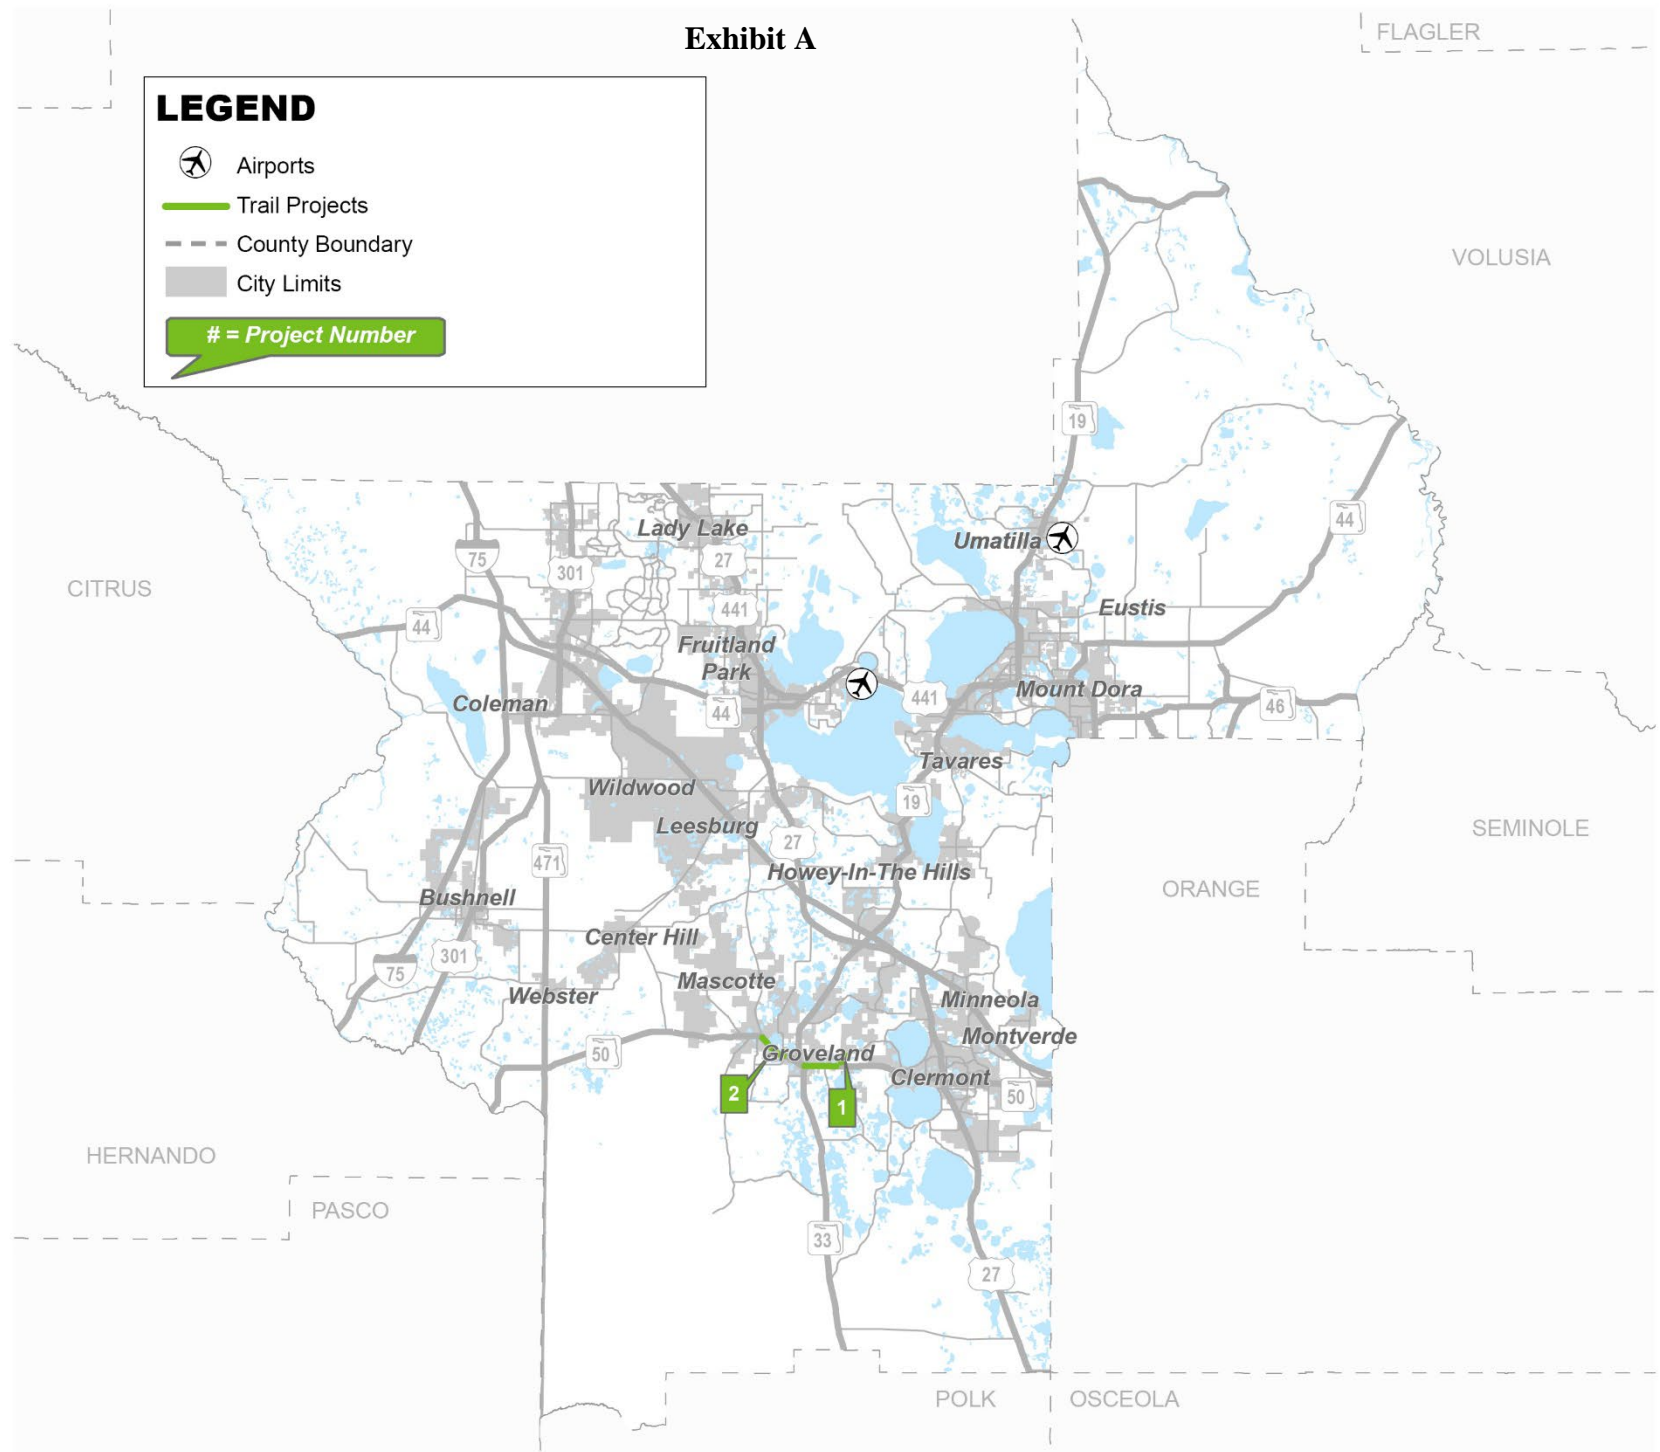 Exhibit A
FLAGLER
LEGEND
Airports
Trail Projects
County Boundary
City Limits
# = Project Number
VOLUSIA
19
44
Lady Lake
Umatilla
27
75
301
CITRUS
441
Eustis
44
Fruitland
Park
Mount Dora
441
Coleman
44
46
Tavares
Wildwood
19
Leesburg
SEMINOLE
27
471
Howey-In-The Hills
ORANGE
Bushnell
Center Hill
301
75
Mascotte
Webster
Minneola
Montverde
50
Groveland
Clermont
2
1
50
HERNANDO
PASCO
33
27
POLK
OSCEOLA